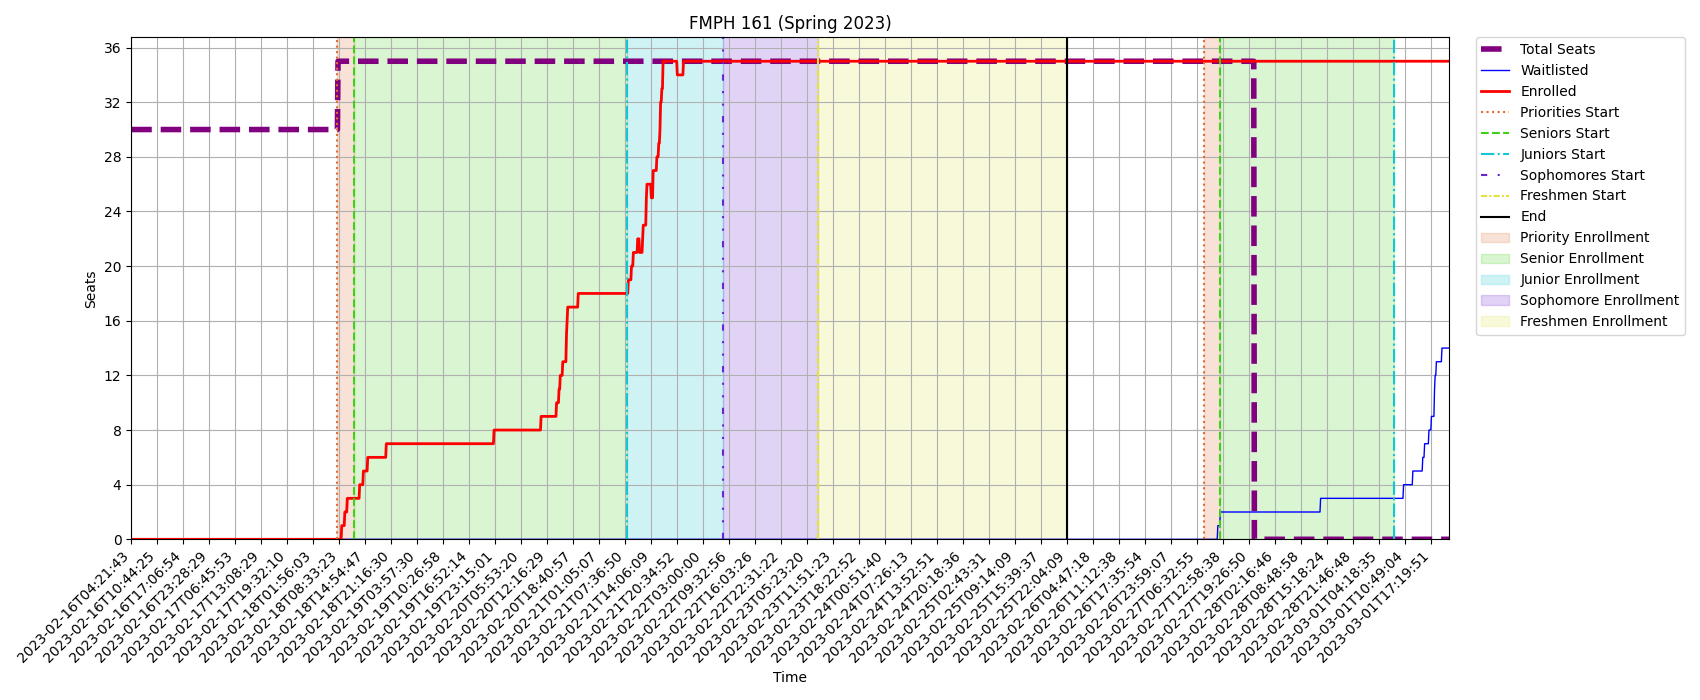 FMPH 161 (Spring 2023)
36
32
28
24
20
16
12
8
4
0
Seats
2023-02-16T04:21:43
2023-02-16T10:44:25
2023-02-16T17:06:54
2023-02-16T23:28:29
2023-02-17T06:45:53
2023-02-17T13:08:29
2023-02-17T19:32:10
2023-02-18T01:56:03
2023-02-18T08:33:23
2023-02-18T14:54:47
2023-02-18T21:16:30
2023-02-19T03:57:30
2023-02-19T10:26:58
2023-02-19T16:52:14
2023-02-19T23:15:01
2023-02-20T05:53:20
2023-02-20T12:16:29
2023-02-20T18:40:57
2023-02-21T01:05:07
2023-02-21T07:36:50
2023-02-21T14:06:09
2023-02-21T20:34:52
2023-02-22T03:00:00
2023-02-22T09:32:56
2023-02-22T16:03:26
2023-02-22T22:31:22
2023-02-23T05:23:20
2023-02-23T11:51:23
2023-02-23T18:22:52
2023-02-24T00:51:40
2023-02-24T07:26:13
2023-02-24T13:52:51
2023-02-24T20:18:36
2023-02-25T02:43:31
2023-02-25T09:14:09
2023-02-25T15:39:37
2023-02-25T22:04:09
2023-02-26T04:47:18
2023-02-26T11:12:38
2023-02-26T17:35:54
2023-02-26T23:59:07
2023-02-27T06:32:55
2023-02-27T12:58:38
2023-02-27T19:26:50
2023-02-28T02:16:46
2023-02-28T08:48:58
2023-02-28T15:18:24
2023-02-28T21:46:48
2023-03-01T04:18:35
2023-03-01T10:49:04
2023-03-01T17:19:51
Time
Total Seats
Waitlisted
Enrolled
Priorities Start
Seniors Start
Juniors Start
Sophomores Start
Freshmen Start
End
Priority Enrollment
Senior Enrollment
Junior Enrollment
Sophomore Enrollment
Freshmen Enrollment